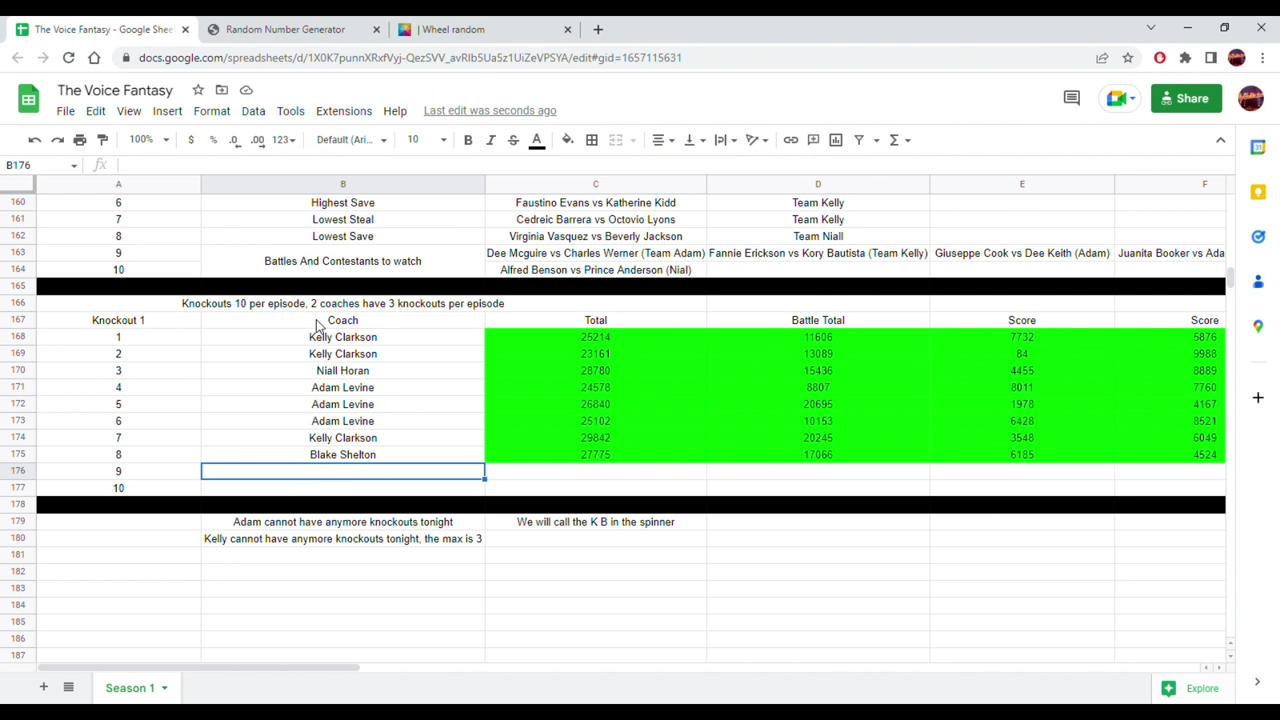 The Voice Fantasy - Google Shee
Random Number Generator
| Wheel random
docs.google.com/spreadsheets/d/1X0K7punnXRxfVyj-QezSVV_avRIb5Ua5z1UiZeVPSYA/edit#gid=1657115631
The Voice Fantasy
File Edit View Insert Format Data Tools Extensions Help Last edit was seconds ago
Share
100% $ % .0 .00 123 Default (Ari... 10 B I S A
B176 fx
A B C D E F
160 6 Highest Save Faustino Evans vs Katherine Kidd Team Kelly
161 7 Lowest Steal Cedreic Barrera vs Octovio Lyons Team Kelly
162 8 Lowest Save Virginia Vasquez vs Beverly Jackson Team Niall
163 9 Battles And Contestants to watch Dee Mcguire vs Charles Werner (Team Adam) Fannie Erickson vs Kory Bautista (Team Kelly) Giuseppe Cook vs Dee Keith (Adam) Juanita Booker vs Ada
164 10 Alfred Benson vs Prince Anderson (Nial)
165
166 Knockouts 10 per episode, 2 coaches have 3 knockouts per episode
167 Knockout 1 Coach Total Battle Total Score Score
168 1 Kelly Clarkson 25214 11606 7732 5876
169 2 Kelly Clarkson 23161 13089 84 9988
170 3 Niall Horan 28780 15436 4455 8889
171 4 Adam Levine 24578 8807 8011 7760
172 5 Adam Levine 26840 20695 1978 4167
173 6 Adam Levine 25102 10153 6428 8521
174 7 Kelly Clarkson 29842 20245 3548 6049
175 8 Blake Shelton 27775 17066 6185 4524
176 9
177 10
178
179 Adam cannot have anymore knockouts tonight We will call the K B in the spinner
180 Kelly cannot have anymore knockouts tonight, the max is 3
181
182
183
184
185
186
187
Season 1
Explore